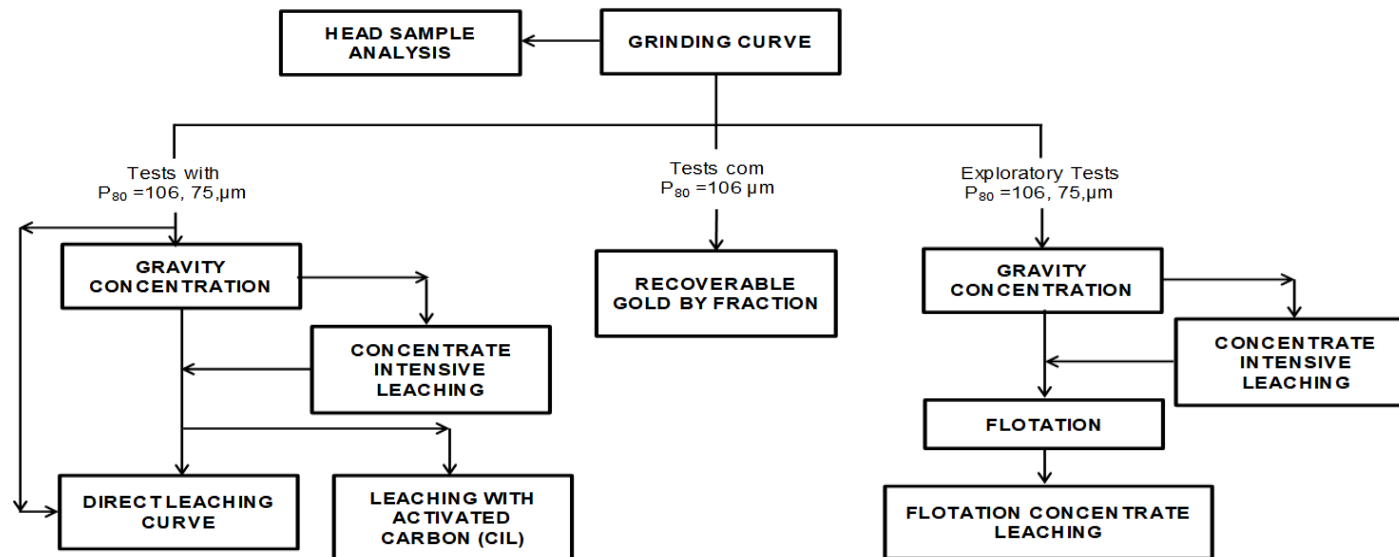 HEAD SAMPLE
ANALYSIS
GRINDING CURVE
Tests with
P₈₀ =106, 75,µm
Tests com
P₈₀ =106 µm
Exploratory Tests
P₈₀ =106, 75,µm
GRAVITY
CONCENTRATION
RECOVERABLE
GOLD BY FRACTION
GRAVITY
CONCENTRATION
CONCENTRATE
INTENSIVE
LEACHING
CONCENTRATE
INTENSIVE
LEACHING
FLOTATION
DIRECT LEACHING
CURVE
LEACHING WITH
ACTIVATED
CARBON (CIL)
FLOTATION CONCENTRATE
LEACHING